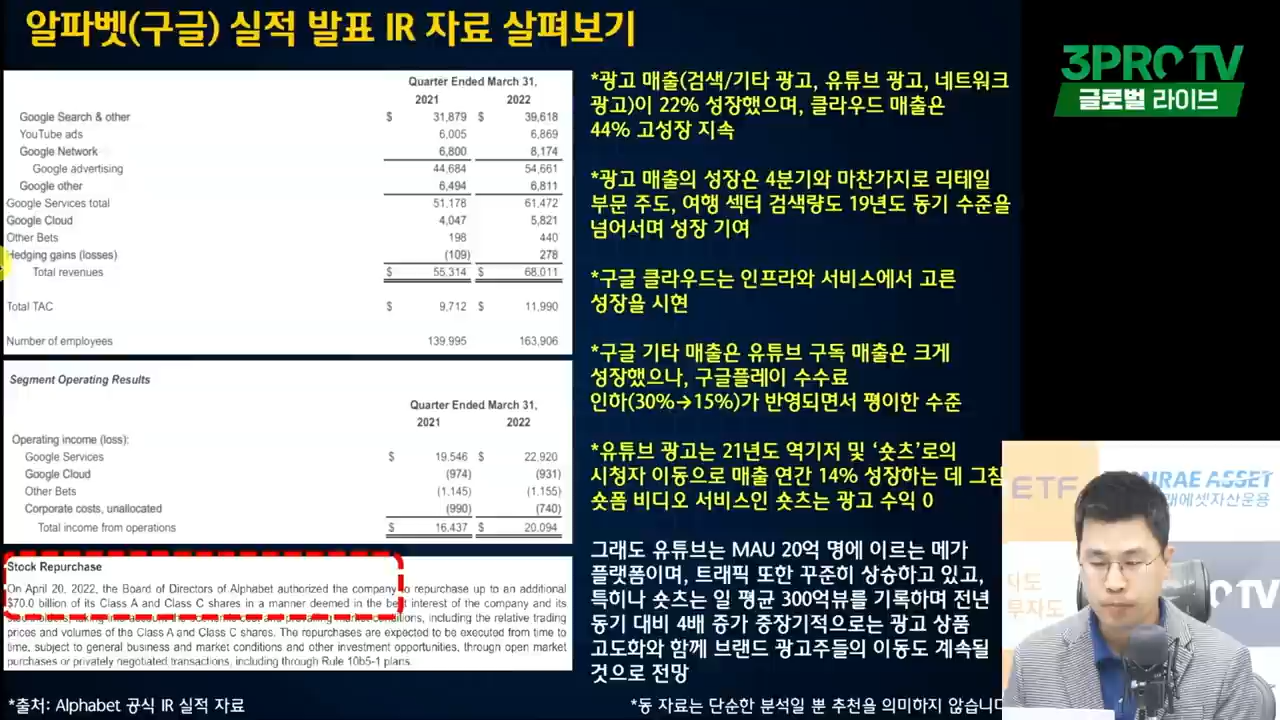 알파벳(구글) 실적 발표 IR 자료 살펴보기
3PRO TV
글로벌 라이브
Quarter Ended March 31,
2021 2022
Google Search & other $ 31,879 $ 39,618
YouTube ads 6,005 6,869
Google Network 6,800 8,174
Google advertising 44,684 54,661
Google other 6,494 6,811
Google Services total 51,178 61,472
Google Cloud 4,047 5,821
Other Bets 198 440
Hedging gains (losses) (109) 278
Total revenues $ 55,314 $ 68,011
Total TAC $ 9,712 $ 11,990
Number of employees 139,995 163,906
Segment Operating Results
Quarter Ended March 31,
2021 2022
Operating income (loss):
Google Services $ 19,546 $ 22,920
Google Cloud (974) (931)
Other Bets (1,145) (1,155)
Corporate costs, unallocated (990) (740)
Total income from operations $ 16,437 $ 20,094
Stock Repurchase
On April 20, 2022, the Board of Directors of Alphabet authorized the company to repurchase up to an additional
$70.0 billion of its Class A and Class C shares in a manner deemed in the best interest of the company and its
including the relative trading
prices and volumes of the Class A and Class C shares. The repurchases are expected to be executed from time to
time, subject to general business and market conditions and other investment opportunities, through open market
purchases or privately negotiated transactions, including through Rule 10b5-1 plans.
*출처: Alphabet 공식 IR 실적 자료
*광고 매출(검색/기타 광고, 유튜브 광고, 네트워크
광고)이 22% 성장했으며, 클라우드 매출은
44% 고성장 지속
*광고 매출의 성장은 4분기와 마찬가지로 리테일
부문 주도, 여행 섹터 검색량도 19년도 동기 수준을
넘어서며 성장 기여
*구글 클라우드는 인프라와 서비스에서 고른
성장을 시현
*구글 기타 매출은 유튜브 구독 매출은 크게
성장했으나, 구글플레이 수수료
인하(30%→15%)가 반영되면서 평이한 수준
*유튜브 광고는 21년도 역기저 및 ‘숏츠’로의
시청자 이동으로 매출 연간 14% 성장하는 데 그침
숏폼 비디오 서비스인 숏츠는 광고 수익 0
그래도 유튜브는 MAU 20억 명에 이르는 메가
플랫폼이며, 트래픽 또한 꾸준히 상승하고 있고,
특히나 숏츠는 일 평균 300억뷰를 기록하며 전년
동기 대비 4배 증가 중장기적으로는 광고 상품
고도화와 함께 브랜드 광고주들의 이동도 계속될
것으로 전망
*동 자료는 단순한 분석일 뿐 추천을 의미하지 않습니다
ETF
MIRAE ASSET
래에셋자산운용
자도
투자도
TV